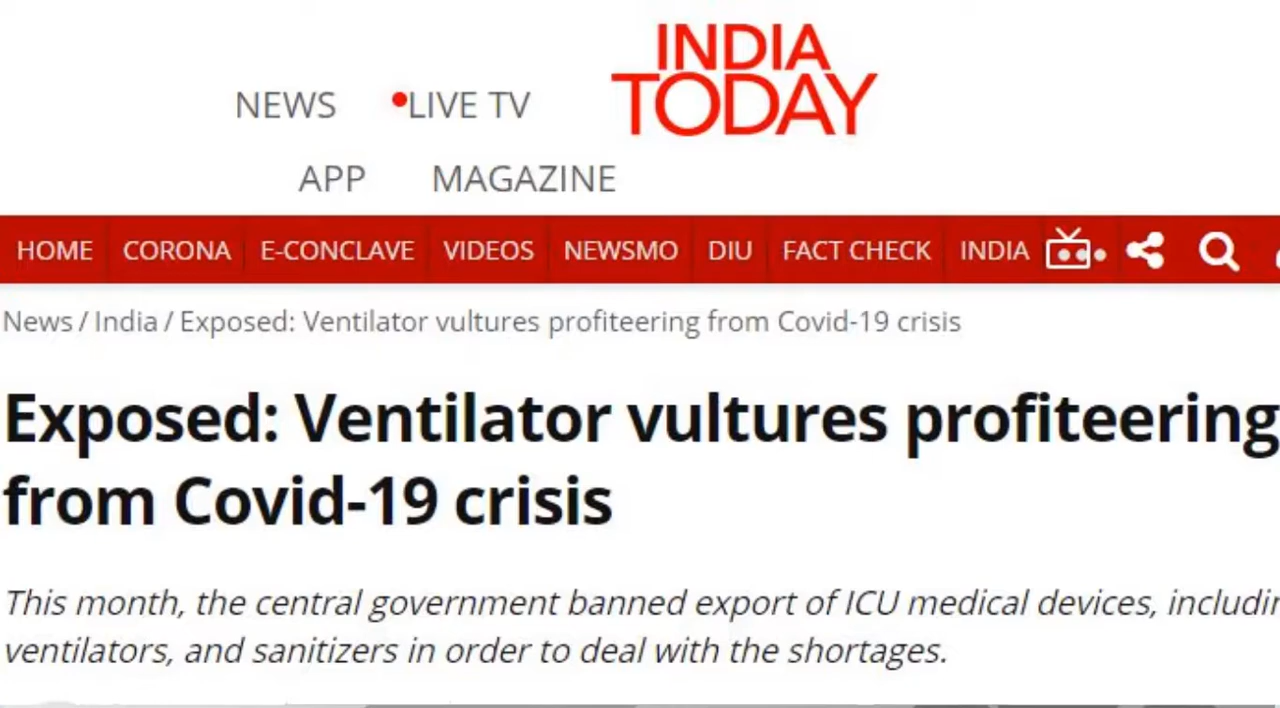 INDIA
TODAY
NEWS LIVE TV
APP MAGAZINE
HOME CORONA E-CONCLAVE VIDEOS NEWSMO DIU FACT CHECK INDIA
News / India / Exposed: Ventilator vultures profiteering from Covid-19 crisis
Exposed: Ventilator vultures profiteering
from Covid-19 crisis
This month, the central government banned export of ICU medical devices, includin
ventilators, and sanitizers in order to deal with the shortages.